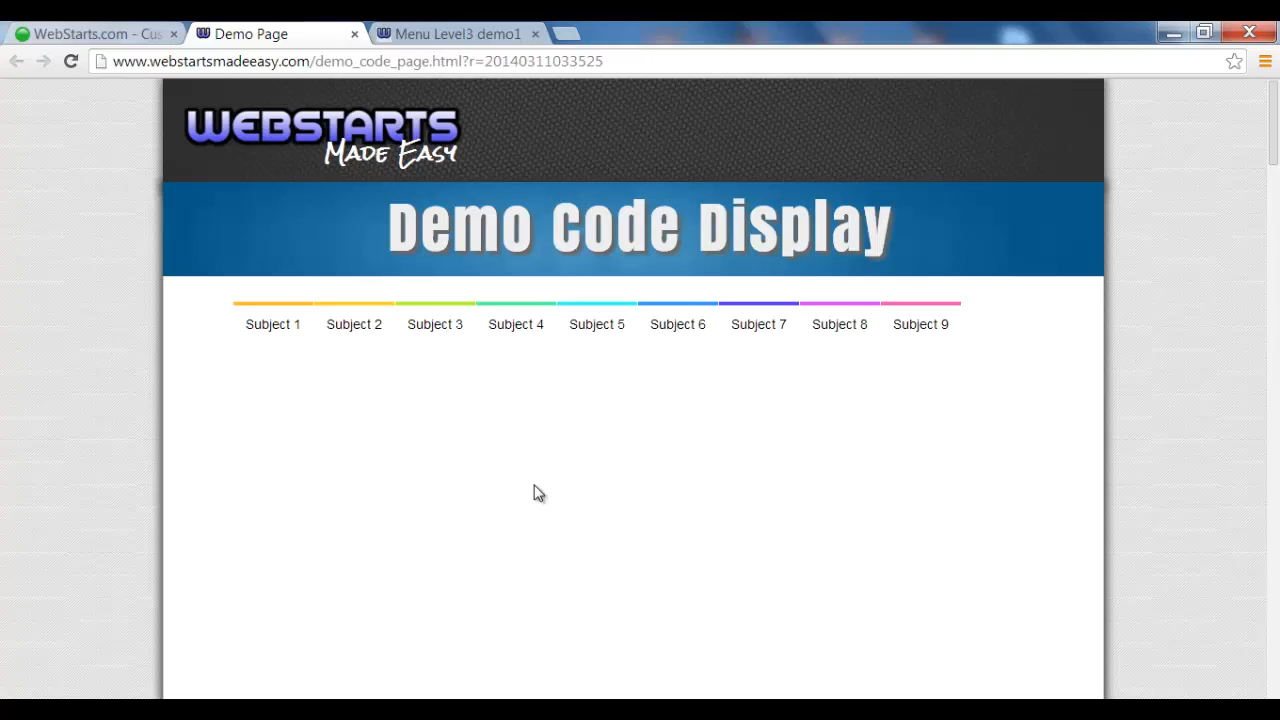 WebStarts.com - Cus
Demo Page
Menu Level3 demo1
www.webstartsmadeeasy.com/demo_code_page.html?r=20140311033525
WEBSTARTS
Made Easy
Demo Code Display
Subject 1 Subject 2 Subject 3 Subject 4 Subject 5 Subject 6 Subject 7 Subject 8 Subject 9